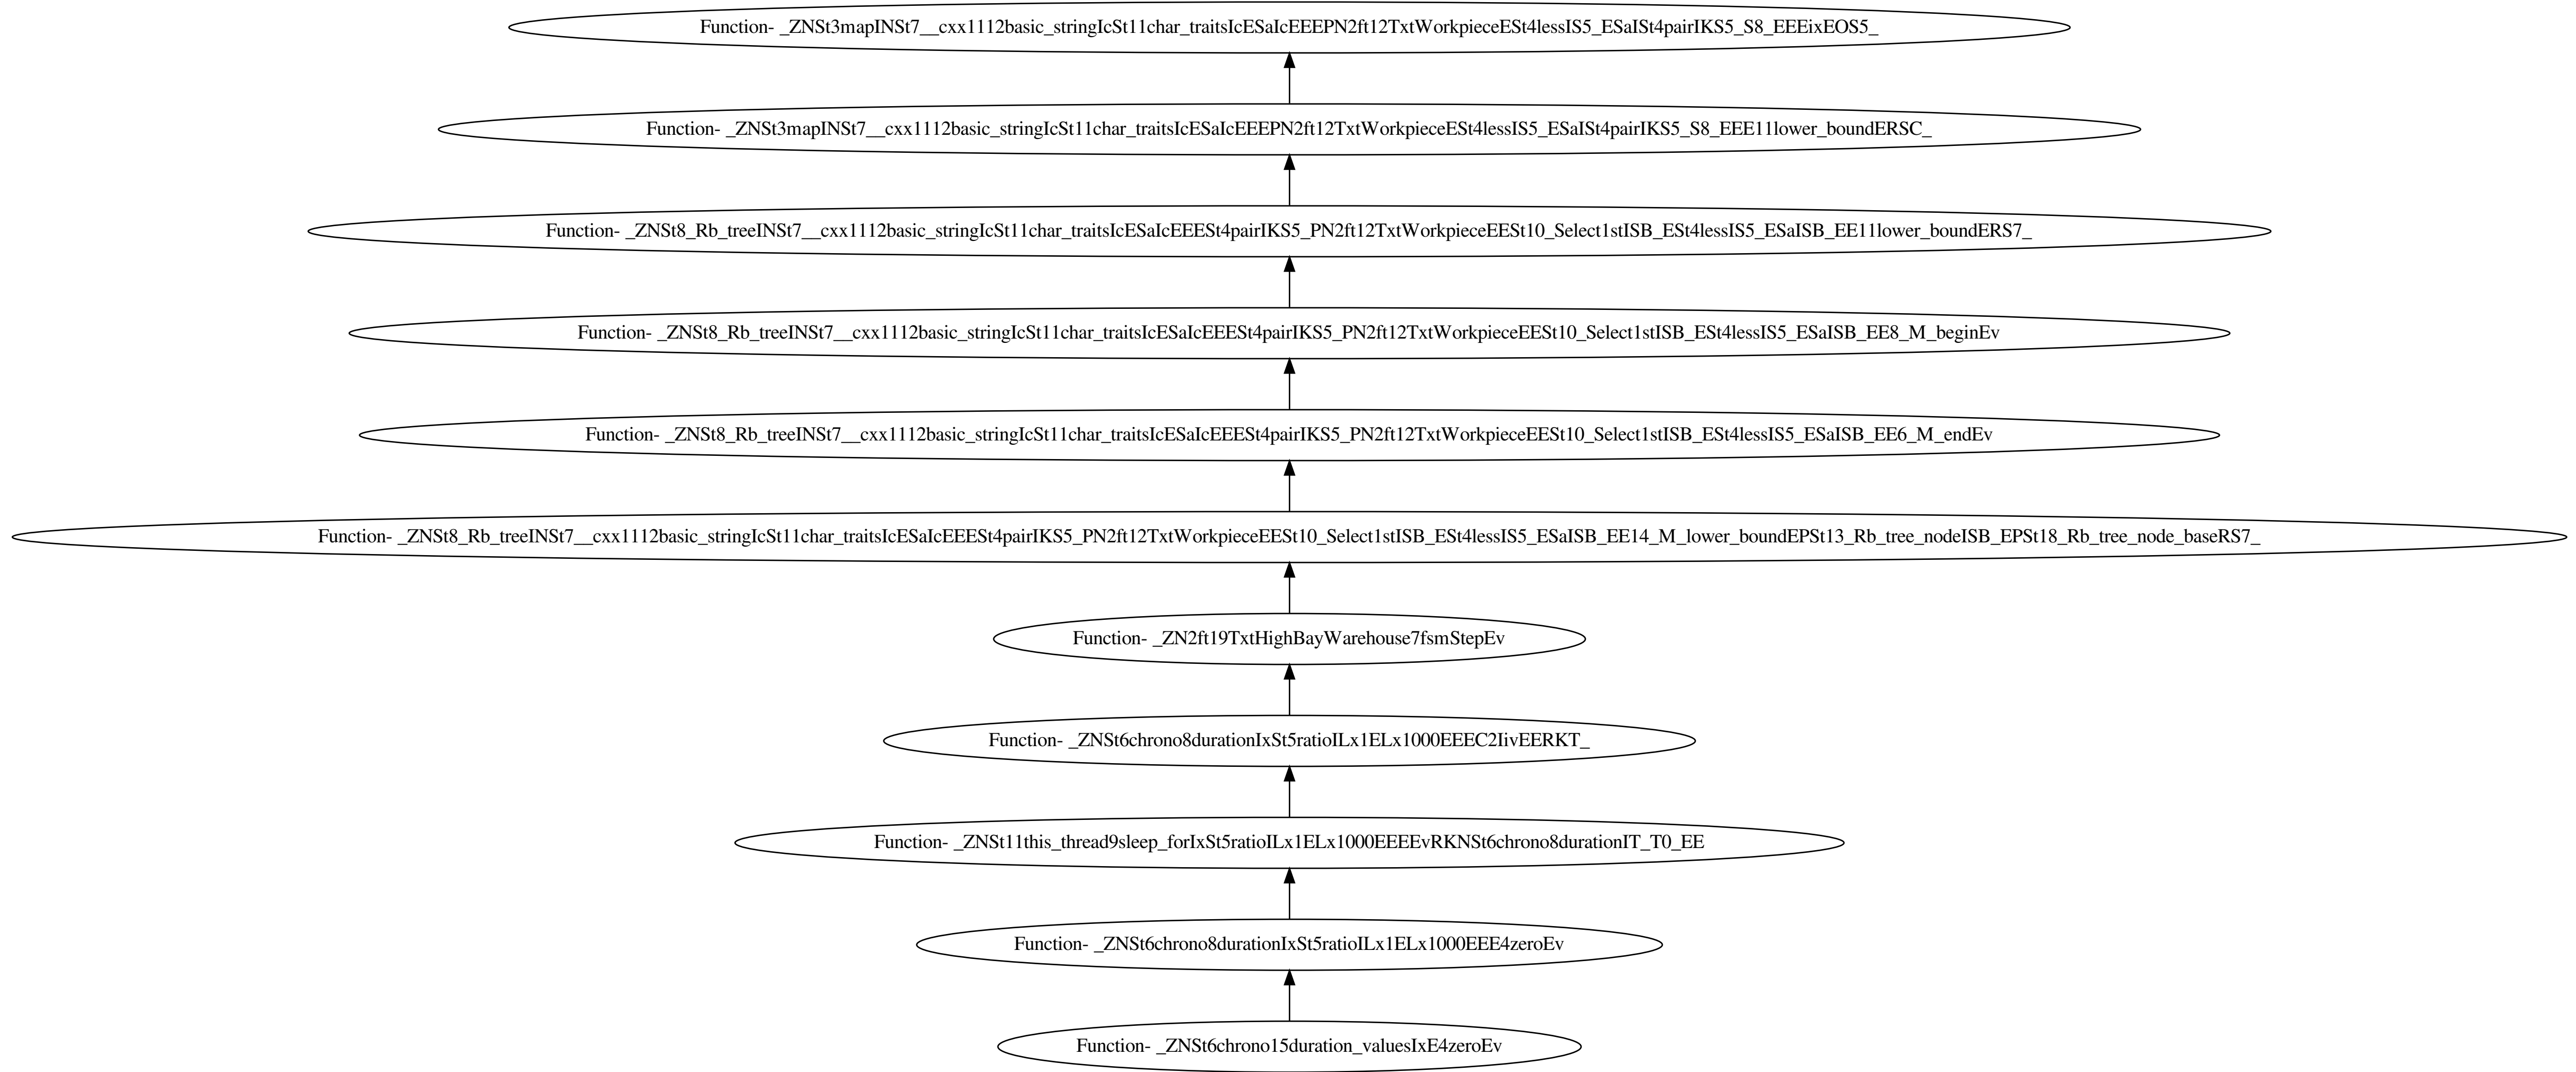 Function- _ZNSt3mapINSt7__cxx1112basic_stringIcSt11char_traitsIcESaIcEEEPN2ft12TxtWorkpieceESt4lessIS5_ESaISt4pairIKS5_S8_EEEixEOS5_
Function- _ZNSt3mapINSt7__cxx1112basic_stringIcSt11char_traitsIcESaIcEEEPN2ft12TxtWorkpieceESt4lessIS5_ESaISt4pairIKS5_S8_EEE11lower_boundERSC_
Function- _ZNSt8_Rb_treeINSt7__cxx1112basic_stringIcSt11char_traitsIcESaIcEEESt4pairIKS5_PN2ft12TxtWorkpieceEESt10_Select1stISB_ESt4lessIS5_ESaISB_EE11lower_boundERS7_
Function- _ZNSt8_Rb_treeINSt7__cxx1112basic_stringIcSt11char_traitsIcESaIcEEESt4pairIKS5_PN2ft12TxtWorkpieceEESt10_Select1stISB_ESt4lessIS5_ESaISB_EE8_M_beginEv
Function- _ZNSt8_Rb_treeINSt7__cxx1112basic_stringIcSt11char_traitsIcESaIcEEESt4pairIKS5_PN2ft12TxtWorkpieceEESt10_Select1stISB_ESt4lessIS5_ESaISB_EE6_M_endEv
Function- _ZNSt8_Rb_treeINSt7__cxx1112basic_stringIcSt11char_traitsIcESaIcEEESt4pairIKS5_PN2ft12TxtWorkpieceEESt10_Select1stISB_ESt4lessIS5_ESaISB_EE14_M_lower_boundEPSt13_Rb_tree_nodeISB_EPSt18_Rb_tree_node_baseRS7_
Function- _ZN2ft19TxtHighBayWarehouse7fsmStepEv
Function- _ZNSt6chrono8durationIxSt5ratioILx1ELx1000EEEC2IivEERKT_
Function- _ZNSt11this_thread9sleep_forIxSt5ratioILx1ELx1000EEEEvRKNSt6chrono8durationIT_T0_EE
Function- _ZNSt6chrono8durationIxSt5ratioILx1ELx1000EEE4zeroEv
Function- _ZNSt6chrono15duration_valuesIxE4zeroEv